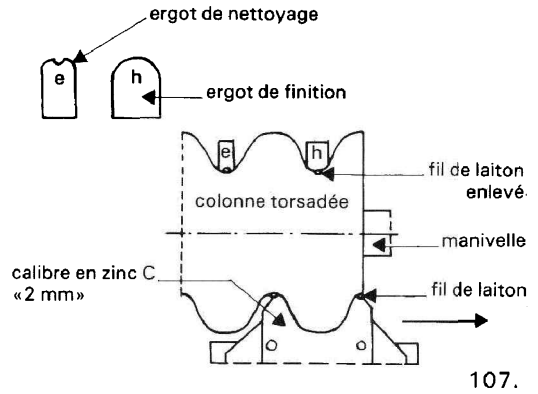 ergot de nettoyage
e
h
ergot de finition
e
h
fil de laiton
enlevé
colonne torsadée
manivelle
calibre en zinc C
«2 mm»
fil de laiton
107.